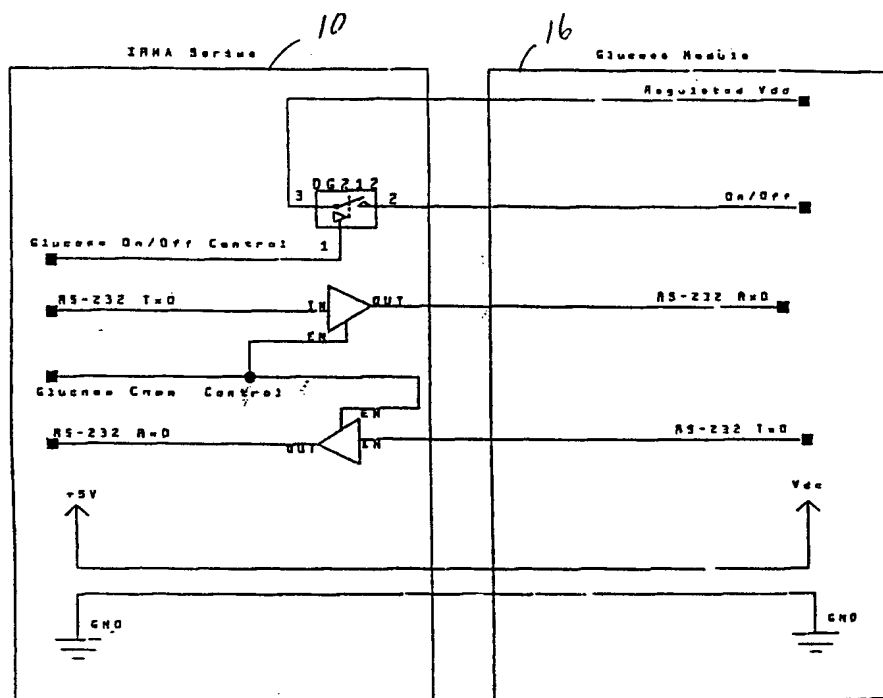 10
16
IRMA Series
Glucose Module
Regulated Vdd
DG212
3
2
On/Off
Glucose On/Off Control
1
RS-232 TxD
IN
OUT
RS-232 RxD
EN
Glucose Comm Control
EN
RS-232 RxD
OUT
IN
RS-232 TxD
+5V
Vdc
GND
GND